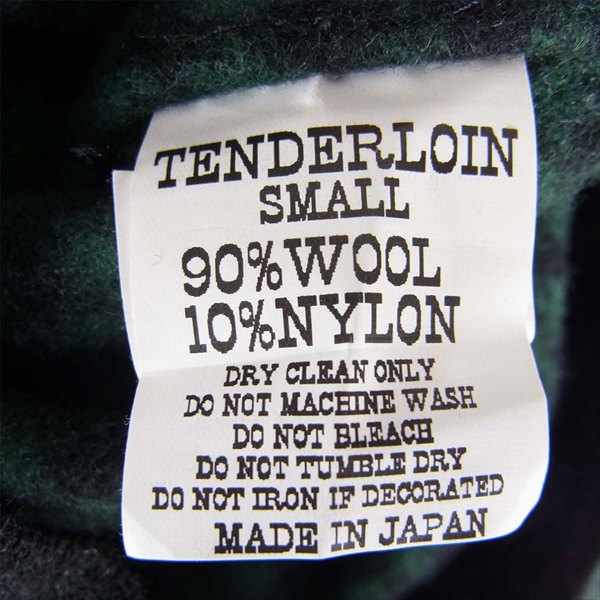 TENDERLOIN
SMALL
90%WOOL
10%NYLON
DRY CLEAN ONLY
DO NOT MACHINE WASH
DO NOT BLEACH
DO NOT TUMBLE DRY
DO NOT IRON IF DECORATED
MADE IN JAPAN